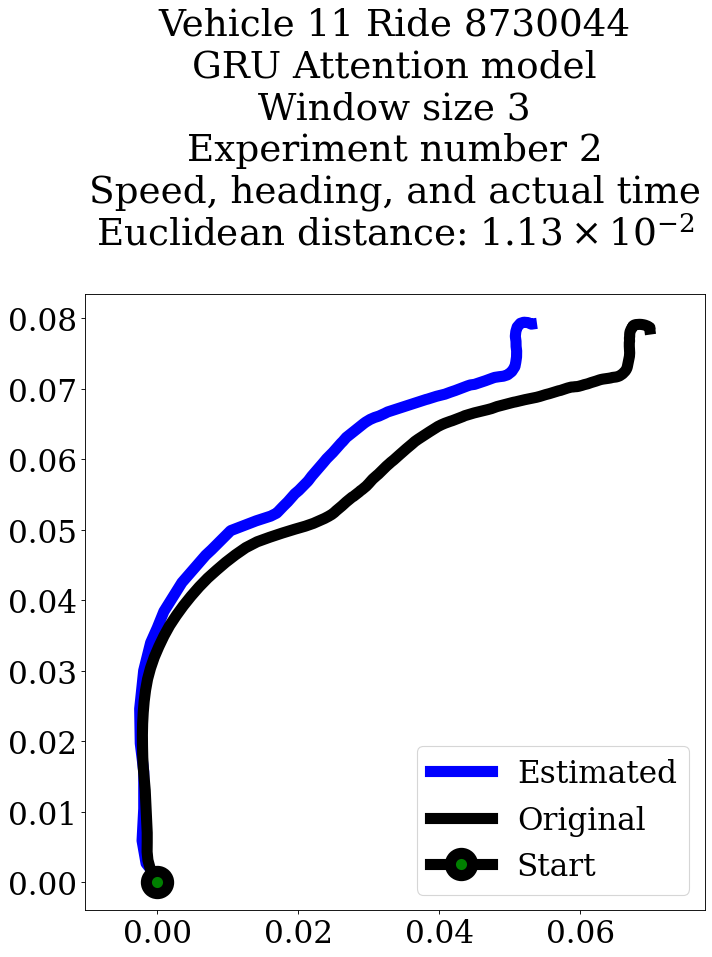 Vehicle 11 Ride 8730044
GRU Attention model
Window size 3
Experiment number 2
Speed, heading, and actual time
Euclidean distance: 1.13 × 10⁻²
0.08
0.07
0.06
0.05
0.04
0.03
0.02
0.01
0.00
0.00 0.02 0.04 0.06
Estimated
Original
Start